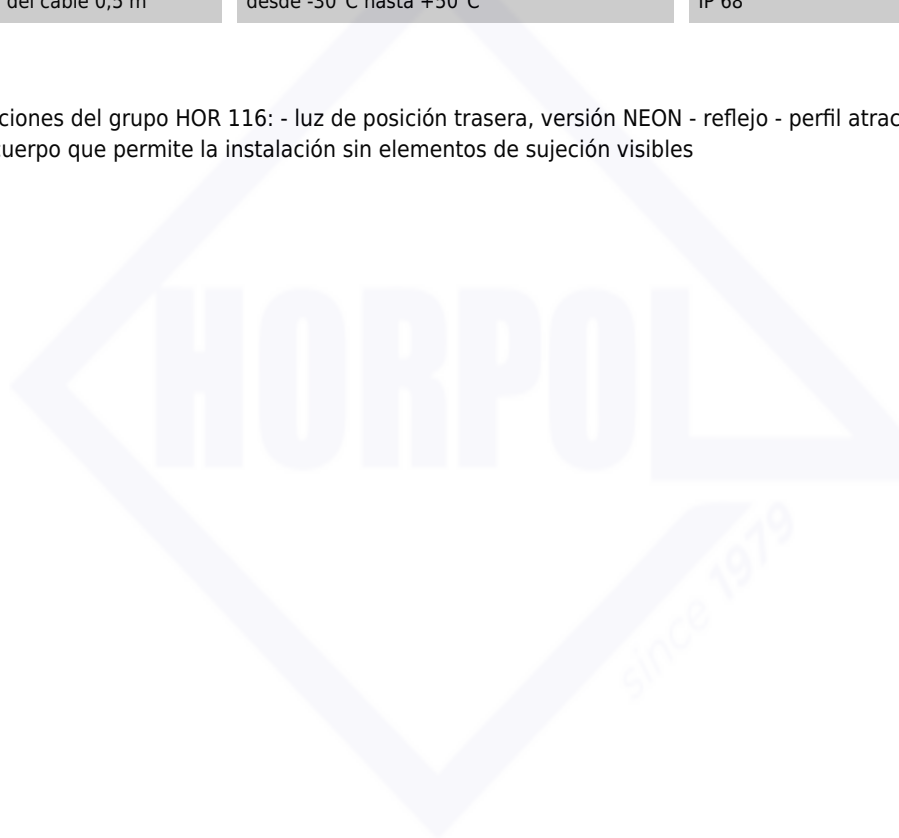 del cable 0,5 m
desde -30°C hasta +50°C
IP 68
ciones del grupo HOR 116: - luz de posición trasera, versión NEON - reflejo - perfil atrac
cuerpo que permite la instalación sin elementos de sujeción visibles
HORPOL
since 1979